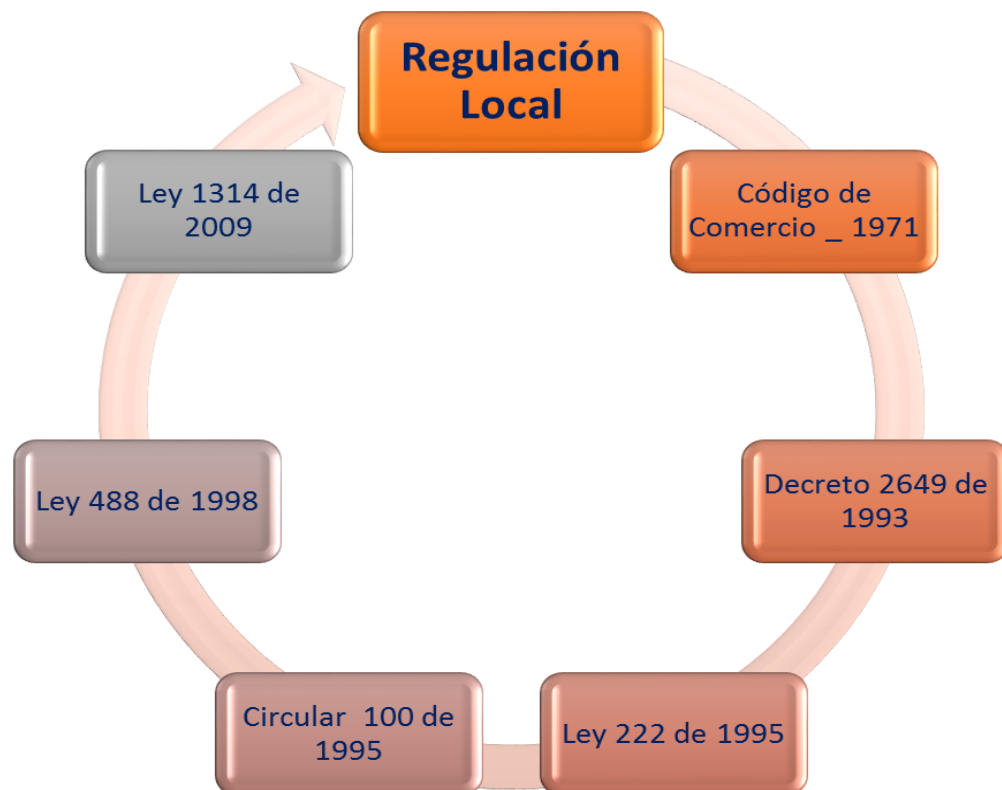 Regulación
Local
Código de
Comercio _ 1971
Decreto 2649 de
1993
Ley 222 de 1995
Circular 100 de
1995
Ley 488 de 1998
Ley 1314 de
2009